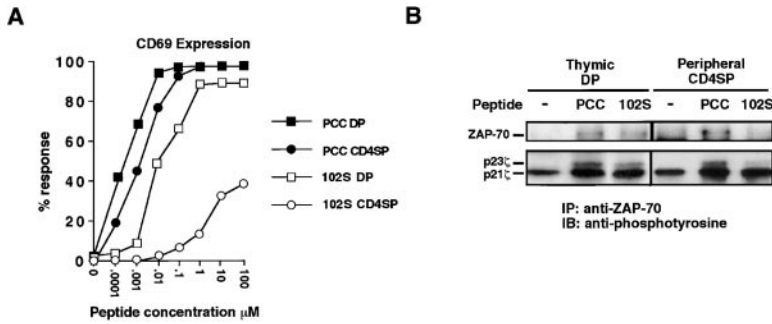 A
CD69 Expression
100
80
60
40
20
0
% response
0 .0001 .001 .01 .1 1 10 100
Peptide concentration μM
PCC DP
PCC CD4SP
102S DP
102S CD4SP
B
Thymic DP
Peripheral CD4SP
Peptide - PCC 102S - PCC 102S
ZAP-70
p23ζ
p21ζ
IP: anti-ZAP-70
IB: anti-phosphotyrosine